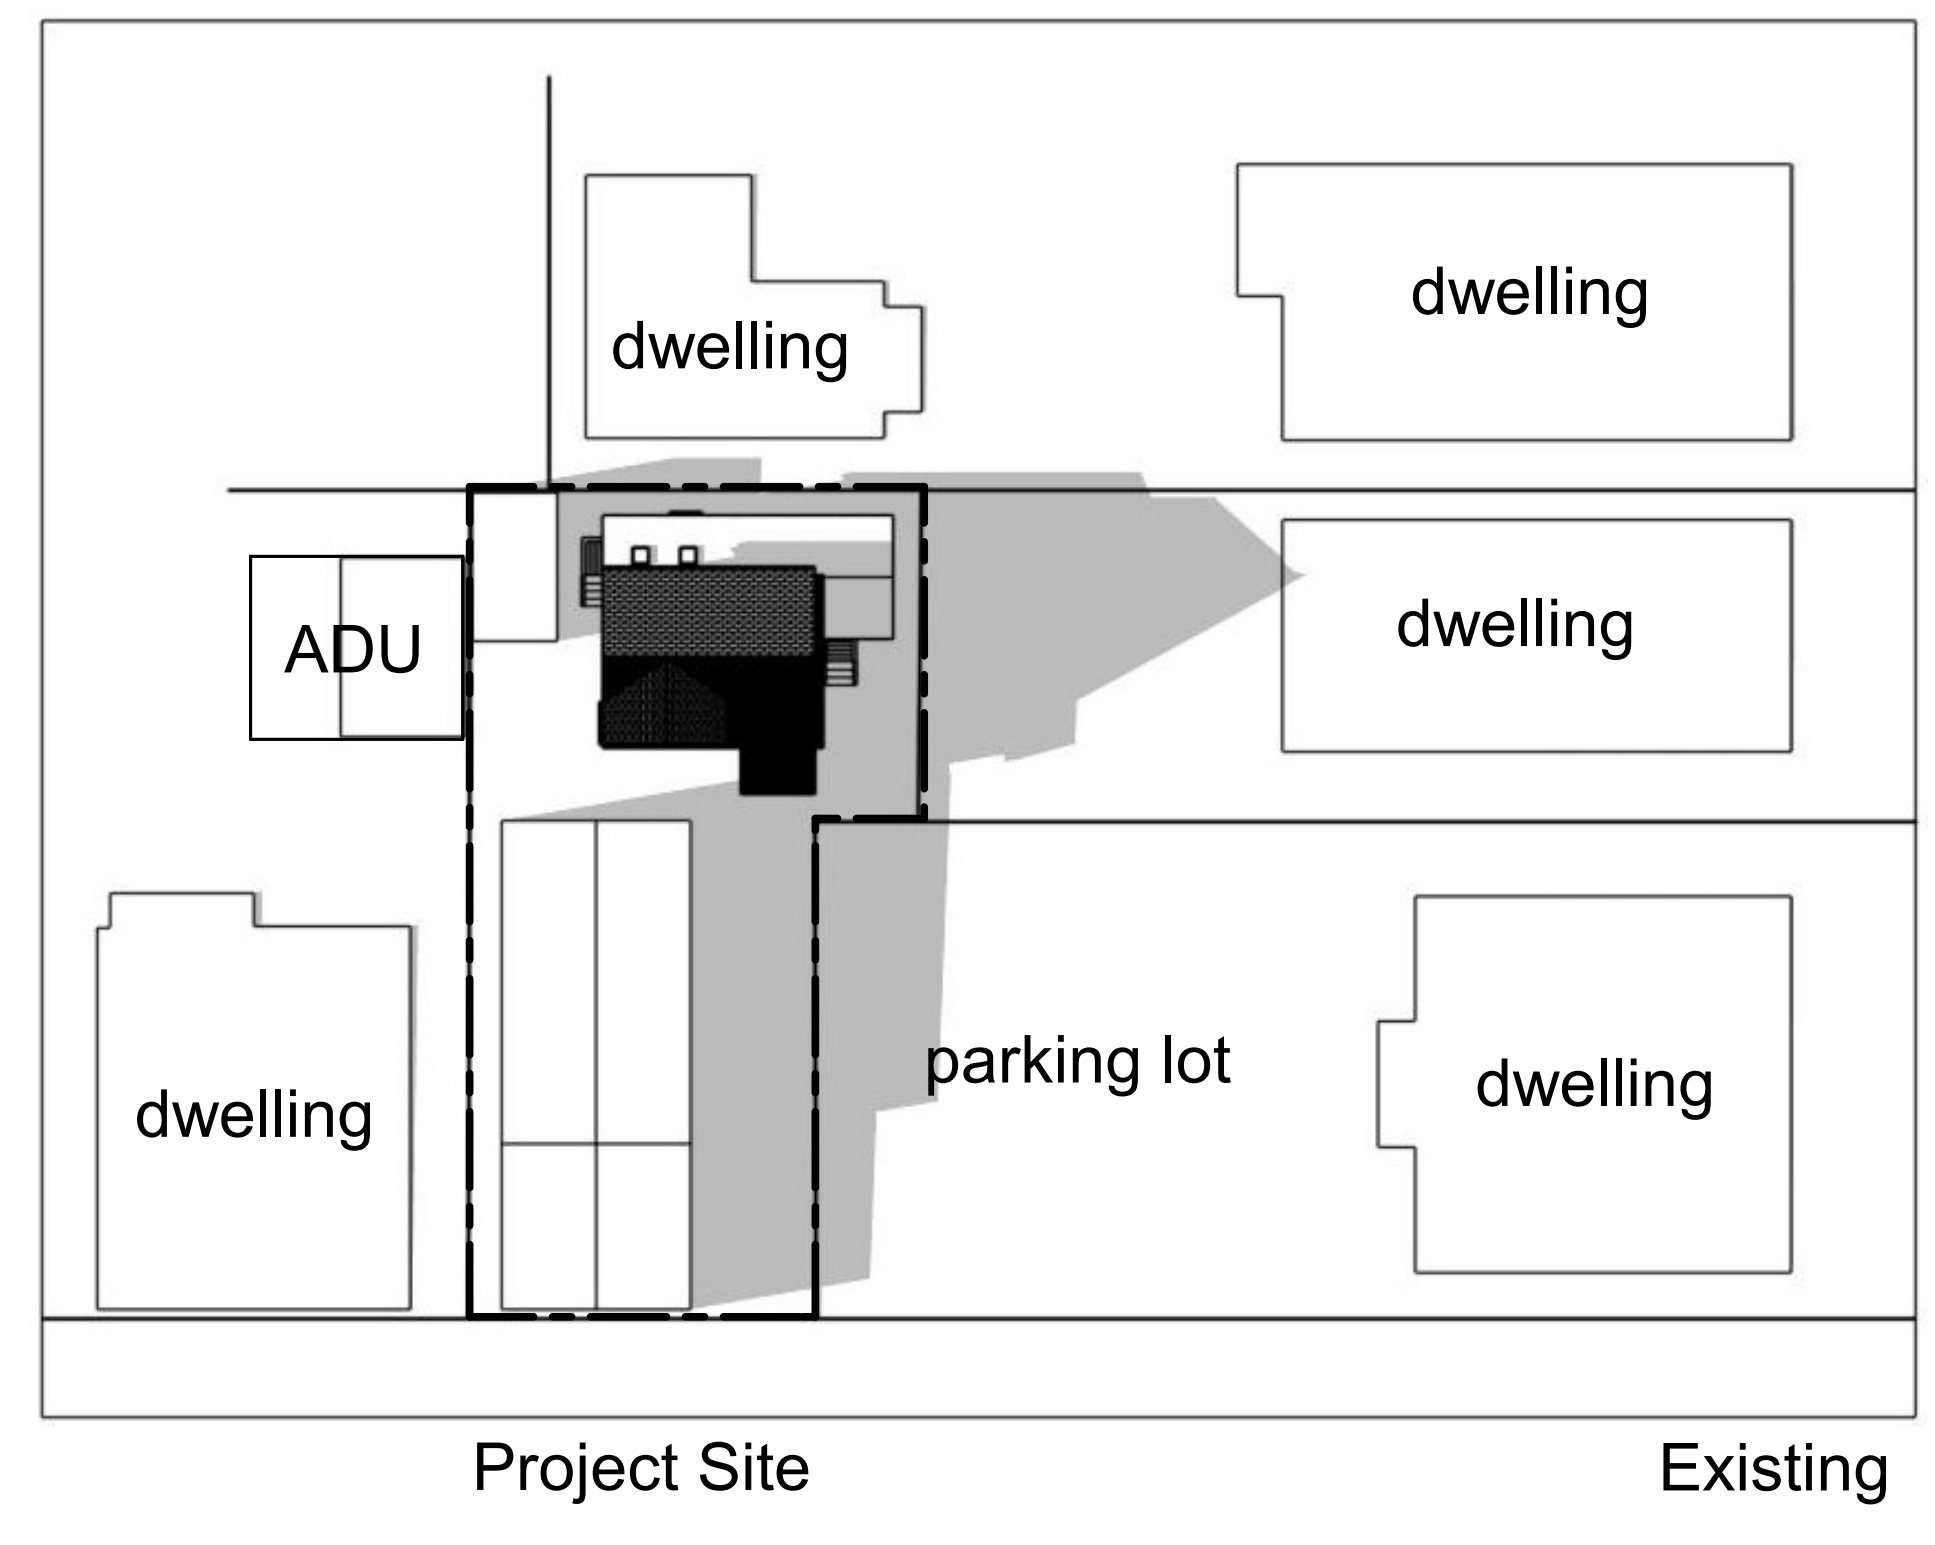 dwelling
dwelling
ADU
dwelling
dwelling
parking lot
dwelling
Project Site
Existing